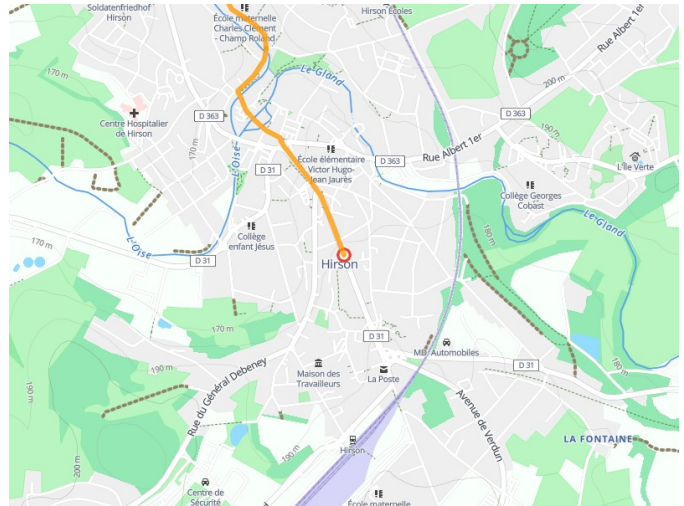 Soldatenfriedhof
Hirson
École maternelle
Charles Clément
- Champ Roland
Hirson Écoles
Rue Albert 1er
170 m
200 m
Le Gland
Centre Hospitalier
de Hirson
D 363
D 363
190 m
L'Oise
École élémentaire
Victor Hugo-
Jean Jaurès
D 363
Rue Albert 1er
L'Île Verte
D 31
Collège Georges
Cobast
Le Gland
180 m
Collège
enfant Jésus
170 m
L'Oise
D 31
Hirson
180 m
170 m
D 31
MB. Automobiles
190 m
190 m
Rue du Général Debeney
Maison des
Travailleurs
La Poste
D 31
Avenue de Verdun
Hirson
LA FONTAINE
190 m
200 m
Centre de
Sécurité
École maternelle